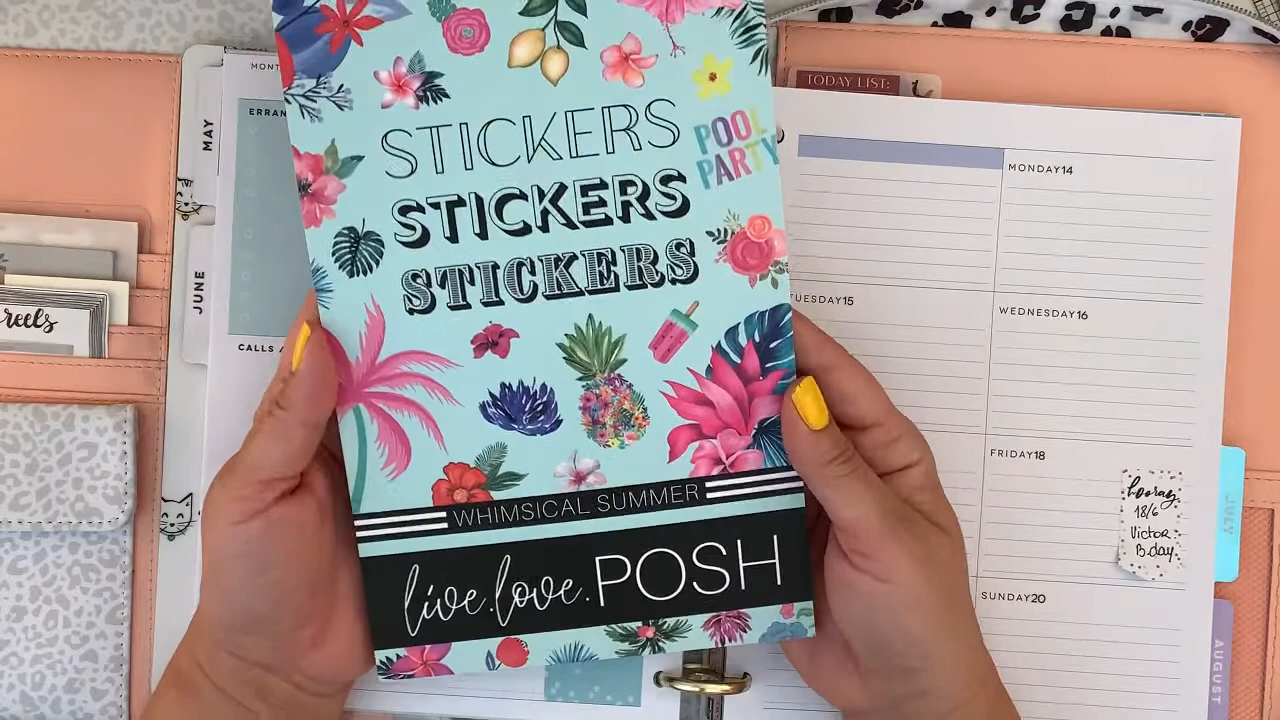 STICKERS
STICKERS
STICKERS
POOL
PARTY
WHIMSICAL SUMMER
live.love.POSH
MAY
JUNE
reels
MONT
ERRAN
CALLS
TODAY LIST:
MONDAY14
TUESDAY15
WEDNESDAY16
FRIDAY18
hooray
18/6
Victor
B.day
SUNDAY20
JULY
AUGUST